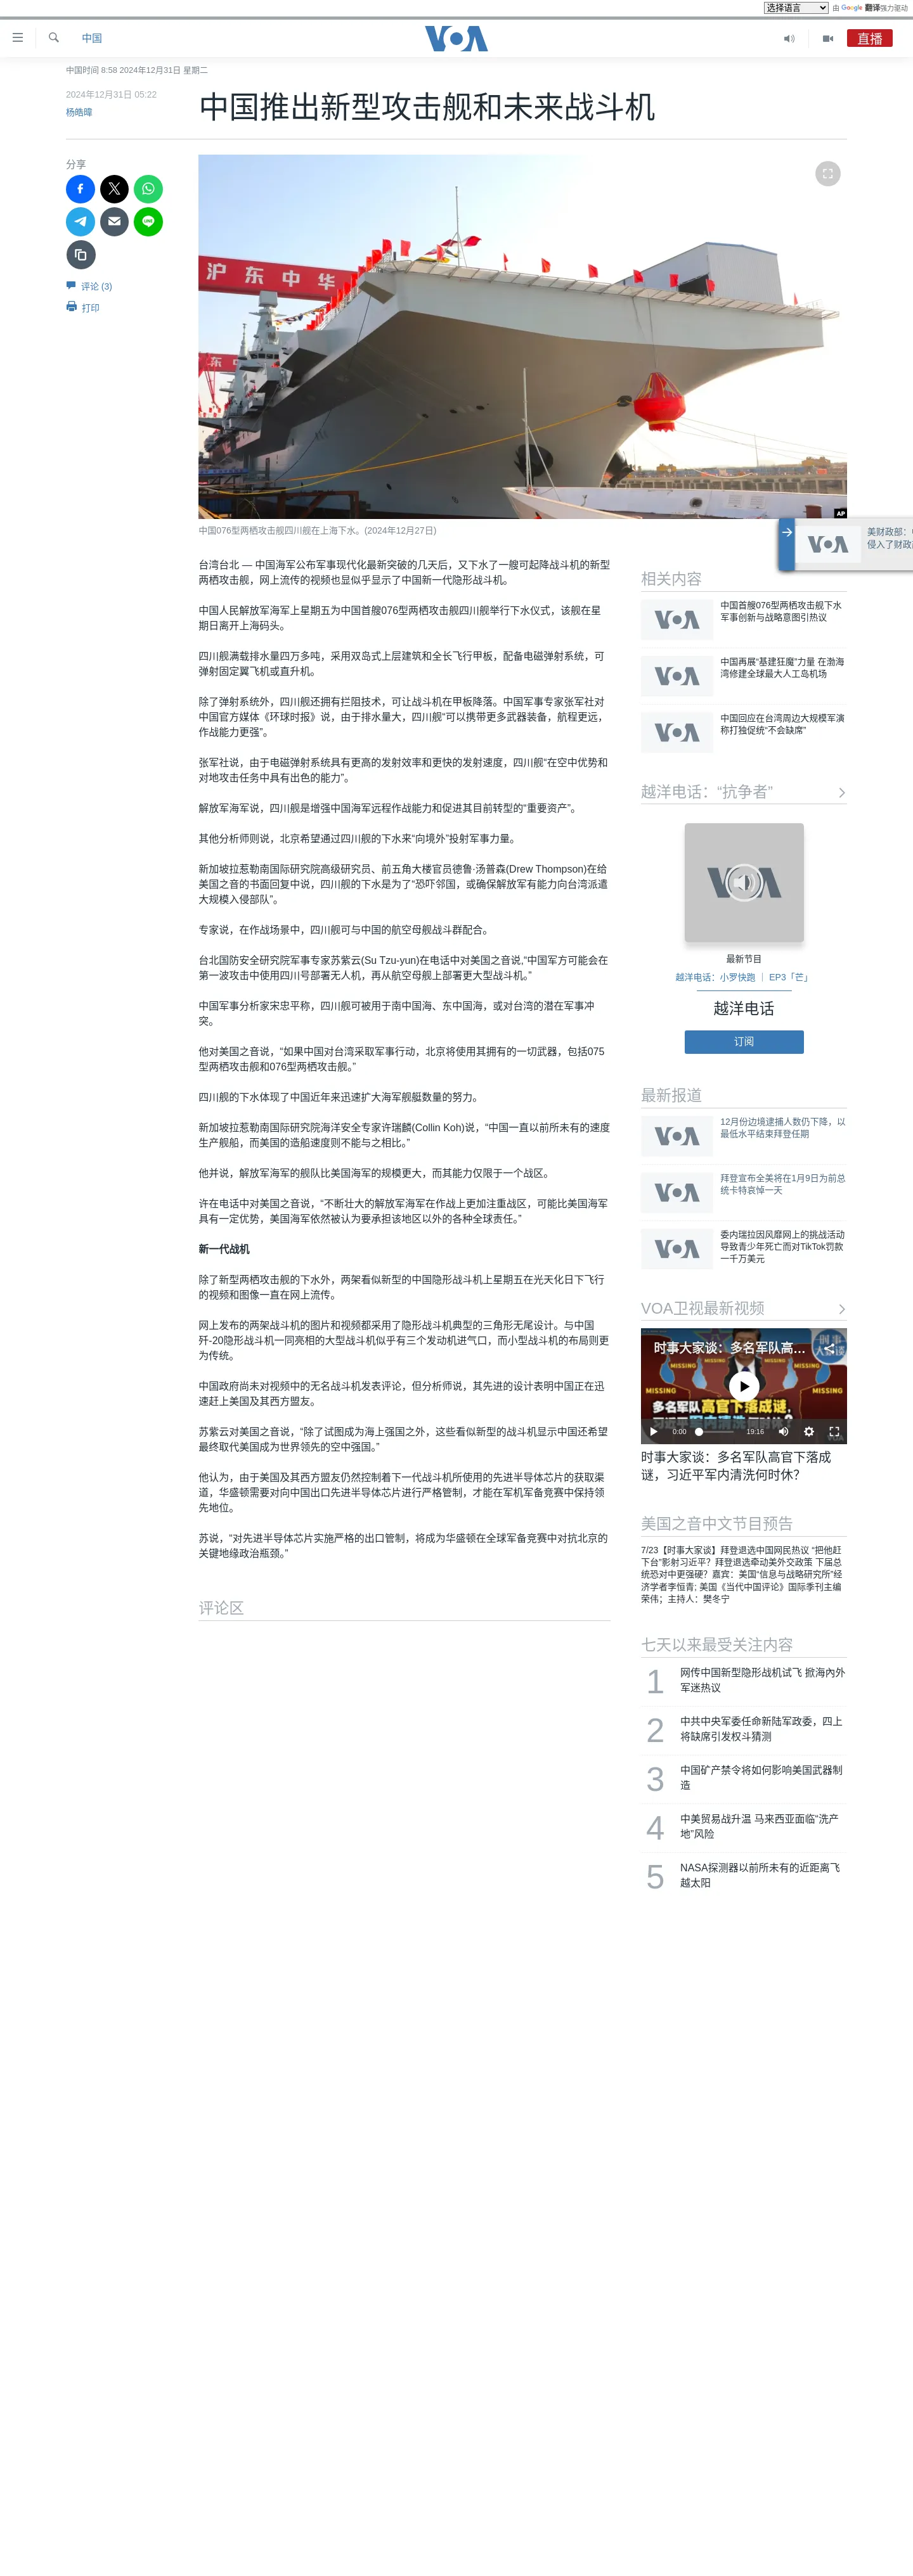 选择语言 由 Google 翻译强力驱动
中国
VOA
直播
中国时间 8:58 2024年12月31日 星期二
2024年12月31日 05:22
杨皓暐
中国推出新型攻击舰和未来战斗机
分享
评论 (3)
打印
沪东中华
AP
中国076型两栖攻击舰四川舰在上海下水。(2024年12月27日)
VOA
美财政部：
侵入了财政
台湾台北 — 中国海军公布军事现代化最新突破的几天后，又下水了一艘可起降战斗机的新型
两栖攻击舰，网上流传的视频也显似乎显示了中国新一代隐形战斗机。
中国人民解放军海军上星期五为中国首艘076型两栖攻击舰四川舰举行下水仪式，该舰在星
期日离开上海码头。
四川舰满载排水量四万多吨，采用双岛式上层建筑和全长飞行甲板，配备电磁弹射系统，可
弹射固定翼飞机或直升机。
除了弹射系统外，四川舰还拥有拦阻技术，可让战斗机在甲板降落。中国军事专家张军社对
中国官方媒体《环球时报》说，由于排水量大，四川舰“可以携带更多武器装备，航程更远，
作战能力更强”。
张军社说，由于电磁弹射系统具有更高的发射效率和更快的发射速度，四川舰“在空中优势和
对地攻击任务中具有出色的能力”。
解放军海军说，四川舰是增强中国海军远程作战能力和促进其目前转型的“重要资产”。
其他分析师则说，北京希望通过四川舰的下水来“向境外”投射军事力量。
新加坡拉惹勒南国际研究院高级研究员、前五角大楼官员德鲁·汤普森(Drew Thompson)在给
美国之音的书面回复中说，四川舰的下水是为了“恐吓邻国，或确保解放军有能力向台湾派遣
大规模入侵部队”。
专家说，在作战场景中，四川舰可与中国的航空母舰战斗群配合。
台北国防安全研究院军事专家苏紫云(Su Tzu-yun)在电话中对美国之音说,“中国军方可能会在
第一波攻击中使用四川号部署无人机，再从航空母舰上部署更大型战斗机。”
中国军事分析家宋忠平称，四川舰可被用于南中国海、东中国海，或对台湾的潜在军事冲
突。
他对美国之音说，“如果中国对台湾采取军事行动，北京将使用其拥有的一切武器，包括075
型两栖攻击舰和076型两栖攻击舰。”
四川舰的下水体现了中国近年来迅速扩大海军舰艇数量的努力。
新加坡拉惹勒南国际研究院海洋安全专家许瑞麟(Collin Koh)说，“中国一直以前所未有的速度
生产舰船，而美国的造船速度则不能与之相比。”
他并说，解放军海军的舰队比美国海军的规模更大，而其能力仅限于一个战区。
许在电话中对美国之音说，“不断壮大的解放军海军在作战上更加注重战区，可能比美国海军
具有一定优势，美国海军依然被认为要承担该地区以外的各种全球责任。”
新一代战机
除了新型两栖攻击舰的下水外，两架看似新型的中国隐形战斗机上星期五在光天化日下飞行
的视频和图像一直在网上流传。
网上发布的两架战斗机的图片和视频都采用了隐形战斗机典型的三角形无尾设计。与中国
歼-20隐形战斗机一同亮相的大型战斗机似乎有三个发动机进气口，而小型战斗机的布局则更
为传统。
中国政府尚未对视频中的无名战斗机发表评论，但分析师说，其先进的设计表明中国正在迅
速赶上美国及其西方盟友。
苏紫云对美国之音说，“除了试图成为海上强国之外，这些看似新型的战斗机显示中国还希望
最终取代美国成为世界领先的空中强国。”
他认为，由于美国及其西方盟友仍然控制着下一代战斗机所使用的先进半导体芯片的获取渠
道，华盛顿需要对向中国出口先进半导体芯片进行严格管制，才能在军机军备竞赛中保持领
先地位。
苏说，“对先进半导体芯片实施严格的出口管制，将成为华盛顿在全球军备竞赛中对抗北京的
关键地缘政治瓶颈。”
评论区
相关内容
VOA
中国首艘076型两栖攻击舰下水
军事创新与战略意图引热议
VOA
中国再展“基建狂魔”力量 在渤海
湾修建全球最大人工岛机场
VOA
中国回应在台湾周边大规模军演
称打独促统“不会缺席”
越洋电话：“抗争者”
VOA
最新节目
越洋电话：小罗快跑 ｜ EP3「芒」
越洋电话
订阅
最新报道
VOA
12月份边境逮捕人数仍下降，以
最低水平结束拜登任期
VOA
拜登宣布全美将在1月9日为前总
统卡特哀悼一天
VOA
委内瑞拉因风靡网上的挑战活动
导致青少年死亡而对TikTok罚款
一千万美元
VOA卫视最新视频
时事大家谈：多名军队高…
MISSING
MISSING
MISSING
MISSING
多名军队高官下落成谜，
0:00 19:16
时事大家谈：多名军队高官下落成
谜，习近平军内清洗何时休？
美国之音中文节目预告
7/23【时事大家谈】拜登退选中国网民热议 “把他赶
下台”影射习近平？拜登退选牵动美外交政策 下届总
统恐对中更强硬？嘉宾：美国“信息与战略研究所”经
济学者李恒青; 美国《当代中国评论》国际季刊主编
荣伟；主持人：樊冬宁
七天以来最受关注内容
1 网传中国新型隐形战机试飞 掀海内外
军迷热议
2 中共中央军委任命新陆军政委，四上
将缺席引发权斗猜测
3 中国矿产禁令将如何影响美国武器制
造
4 中美贸易战升温 马来西亚面临“洗产
地”风险
5 NASA探测器以前所未有的近距离飞
越太阳